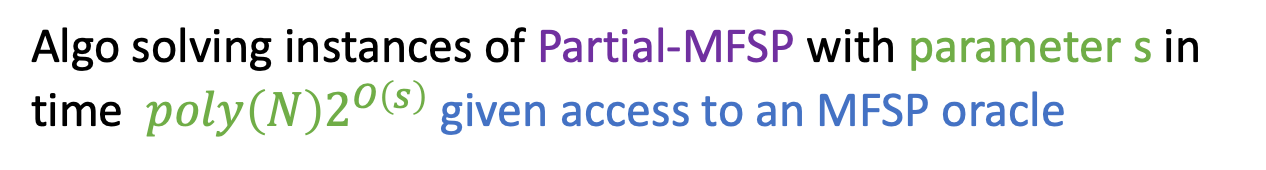 Algo solving instances of Partial-MFSP with parameter s in
time poly(N)2^{O(s)} given access to an MFSP oracle